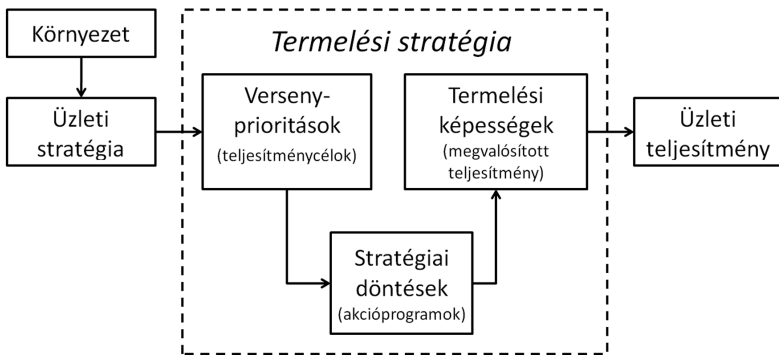 Környezet
Üzleti
stratégia
Termelési stratégia
Verseny-
prioritások
(teljesítménycélok)
Stratégiai
döntések
(akcióprogramok)
Termelési
képességek
(megvalósított
teljesítmény)
Üzleti
teljesítmény